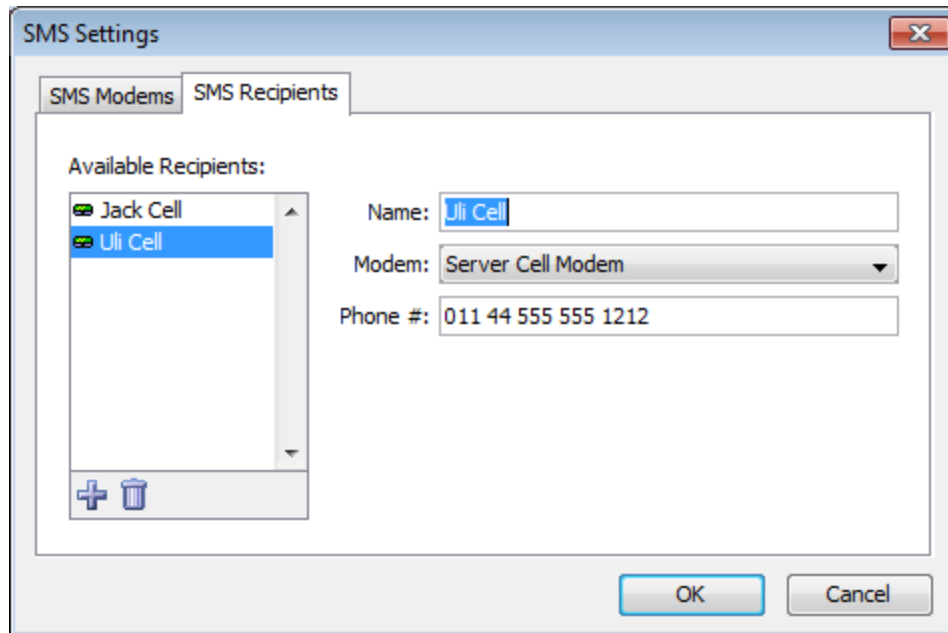 SMS Settings
SMS Modems
SMS Recipients
Available Recipients:
Jack Cell
Uli Cell
Name: Uli Cell
Modem: Server Cell Modem
Phone #: 011 44 555 555 1212
OK
Cancel